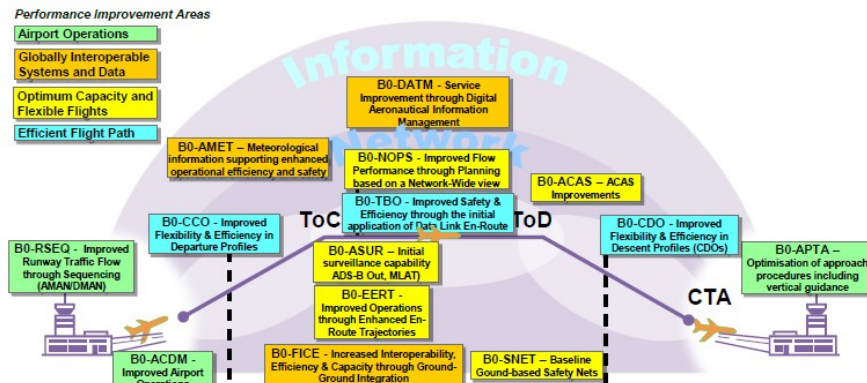 Performance Improvement Areas
Airport Operations
Globally Interoperable
Systems and Data
Optimum Capacity and
Flexible Flights
Efficient Flight Path
Information
Network
B0-DATM – Service
Improvement through Digital
Aeronautical Information
Management
B0-AMET – Meteorological
information supporting enhanced
operational efficiency and safety
B0-NOPS - Improved Flow
Performance through Planning
based on a Network-Wide view
B0-ACAS – ACAS
Improvements
B0-TBO - Improved Safety &
Efficiency through the initial
application of Data Link En-Route
ToC
ToD
B0-CCO - Improved
Flexibility & Efficiency in
Departure Profiles
B0-CDO - Improved
Flexibility & Efficiency in
Descent Profiles (CDOs)
B0-RSEQ - Improved
Runway Traffic Flow
through Sequencing
(AMAN/DMAN)
B0-ASUR - Initial
surveillance capability
ADS-B Out, MLAT)
B0-APTA –
Optimisation of approach
procedures including
vertical guidance
B0-EERT -
Improved Operations
through Enhanced En-
Route Trajectories
CTA
B0-ACDM –
Improved Airport
Operations
B0-FICE - Increased Interoperability,
Efficiency & Capacity through Ground-
Ground Integration
B0-SNET – Baseline
Gound-based Safety Nets